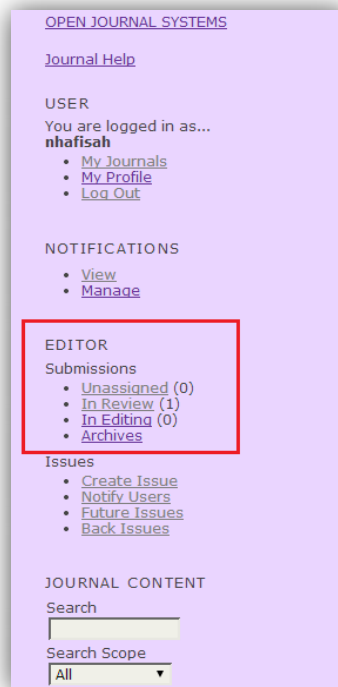 OPEN JOURNAL SYSTEMS
Journal Help
USER
You are logged in as...
nhafisah
My Journals
My Profile
Log Out
NOTIFICATIONS
View
Manage
EDITOR
Submissions
Unassigned (0)
In Review (1)
In Editing (0)
Archives
Issues
Create Issue
Notify Users
Future Issues
Back Issues
JOURNAL CONTENT
Search
Search Scope
All